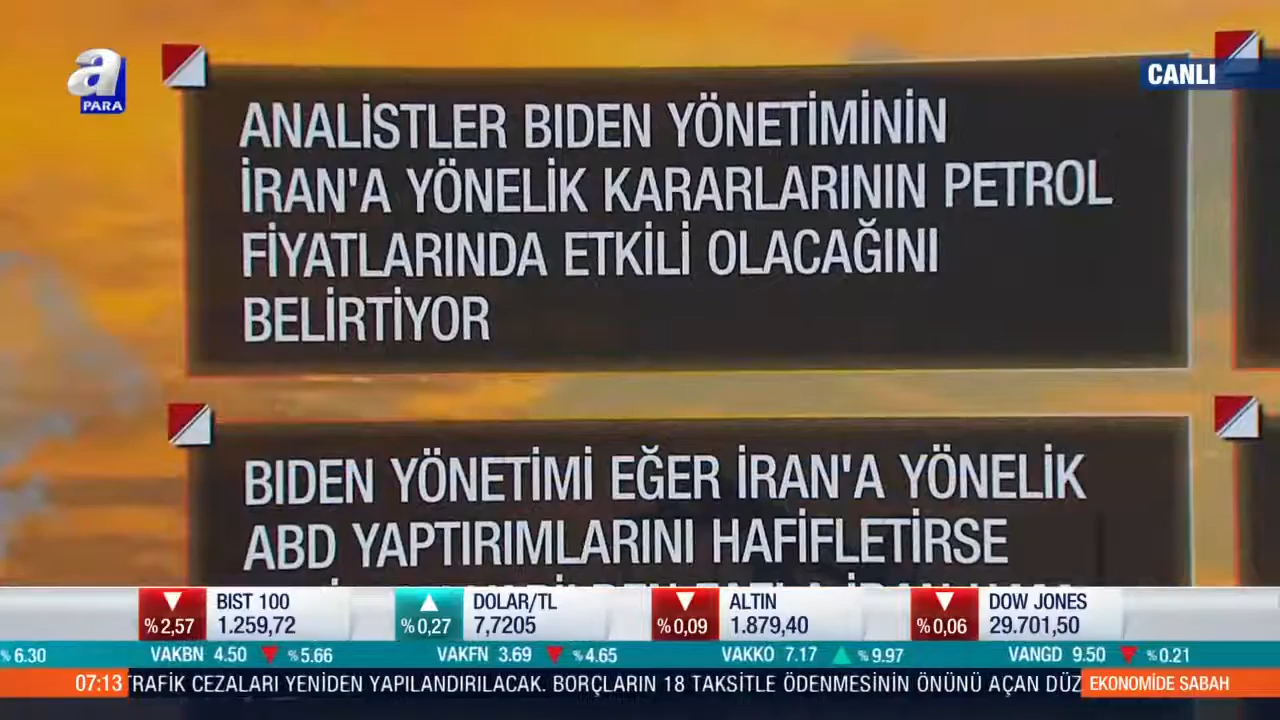 a
PARA
CANLI
ANALİSTLER BIDEN YÖNETİMİNİN
İRAN'A YÖNELİK KARARLARININ PETROL
FİYATLARINDA ETKİLİ OLACAĞINI
BELİRTİYOR
BIDEN YÖNETİMİ EĞER İRAN'A YÖNELİK
ABD YAPTIRIMLARINI HAFİFLETİRSE
%2,57 BIST 100 1.259,72
%0,27 DOLAR/TL 7,7205
%0,09 ALTIN 1.879,40
%0,06 DOW JONES 29.701,50
%6.30 VAKBN 4.50 %5.66 VAKFN 3.69 %4.65 VAKKO 7.17 %9.97 VANGD 9.50 %0.21
07:13 TRAFİK CEZALARI YENİDEN YAPILANDIRILACAK. BORÇLARIN 18 TAKSİTLE ÖDENMESİNİN ÖNÜNÜ AÇAN DÜZ EKONOMİDE SABAH